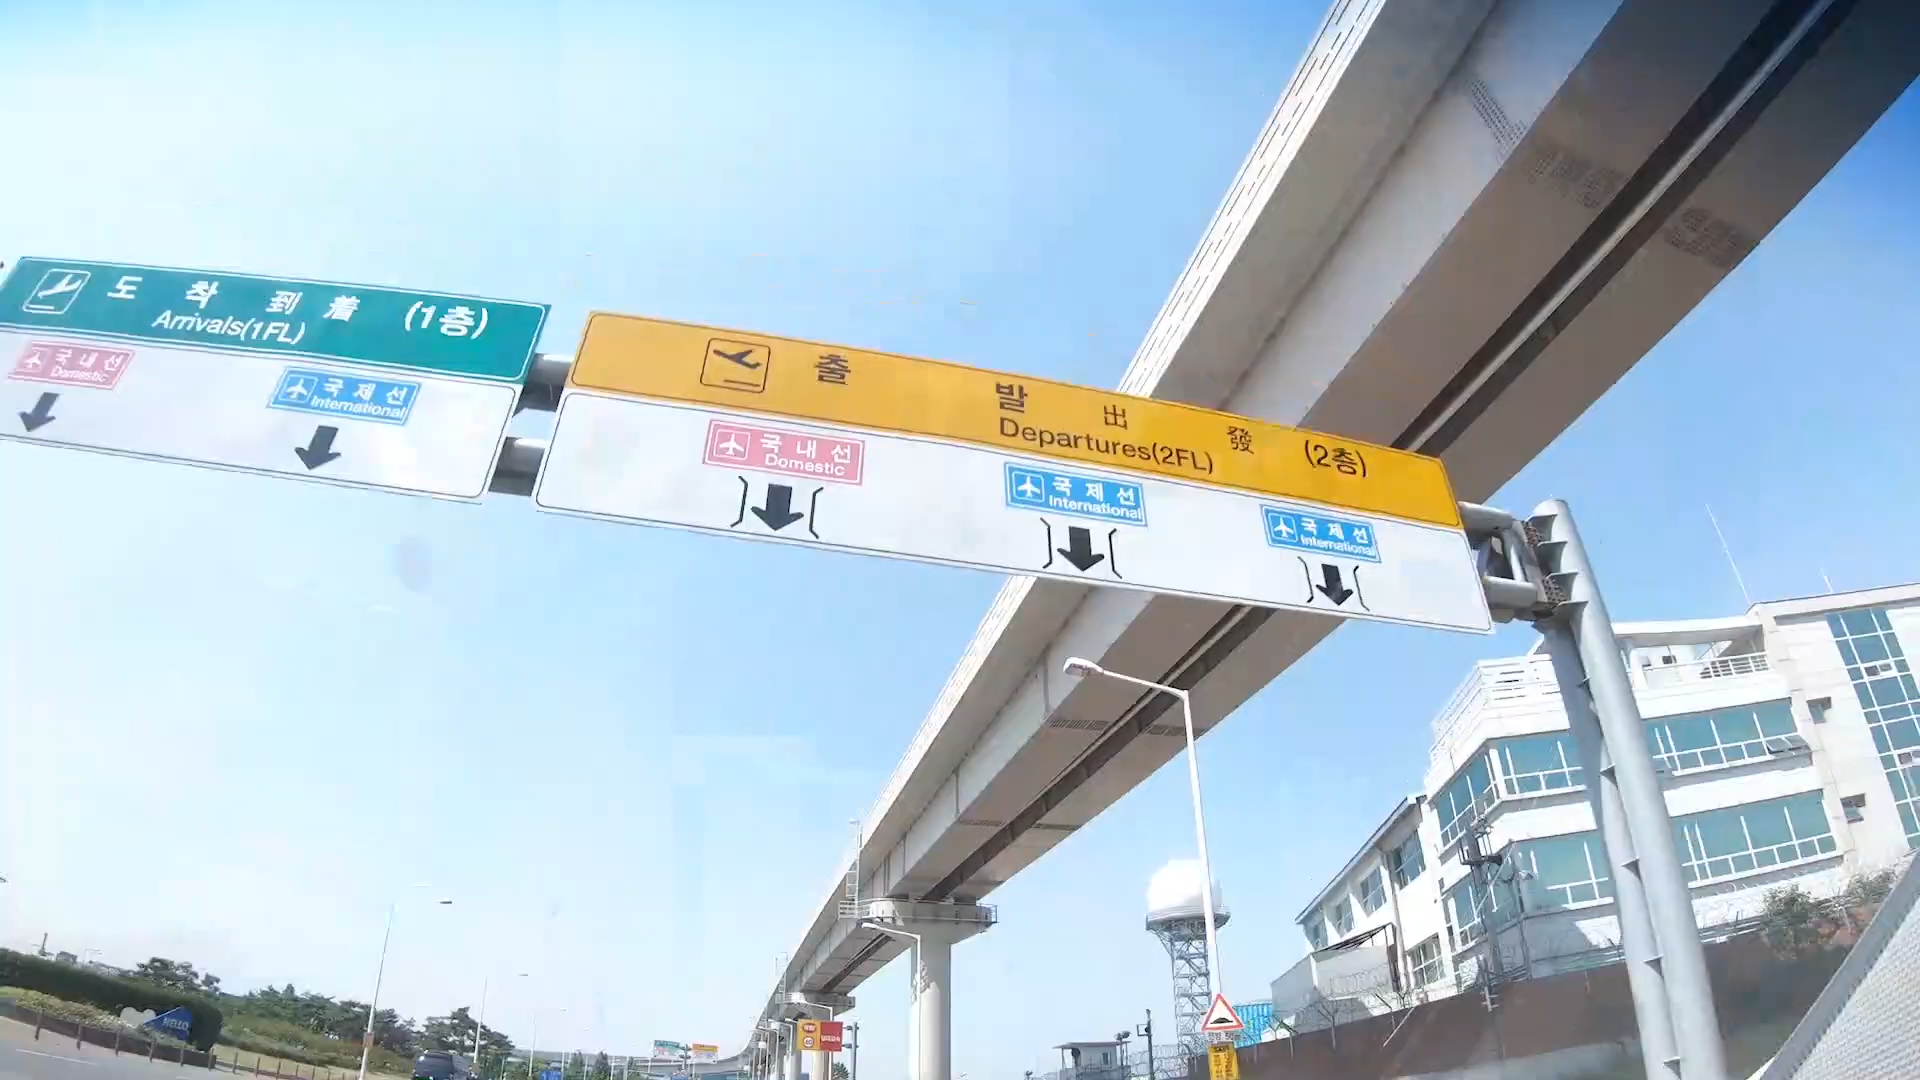 도 착 到 着 (1층)
Arrivals(1FL)
국내선
Domestic
국제선
International
출 발 出 發 (2층)
Departures(2FL)
국내선
Domestic
국제선
International
국제선
International
HELLO